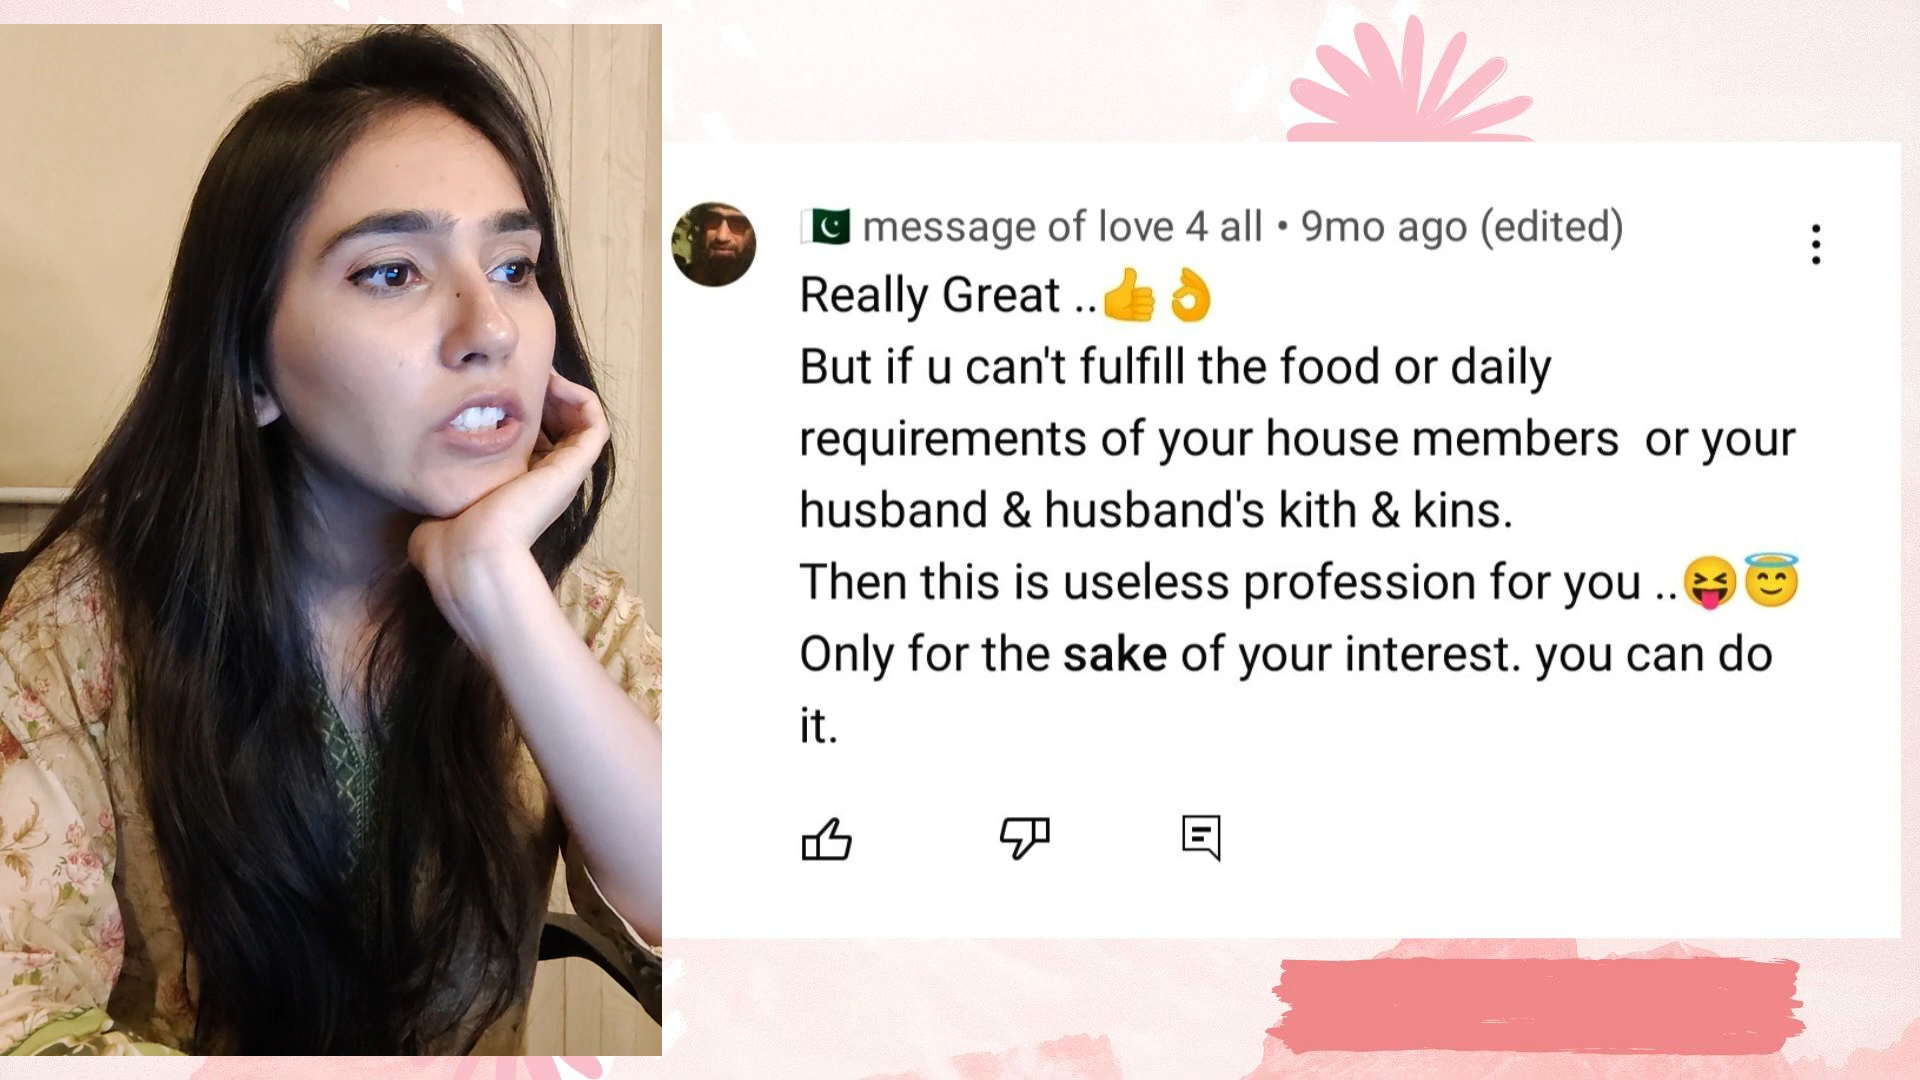 🇵🇰 message of love 4 all • 9mo ago (edited)
Really Great ..👍👌
But if u can't fulfill the food or daily
requirements of your house members  or your
husband & husband's kith & kins.
Then this is useless profession for you ..😝😇
Only for the sake of your interest. you can do
it.